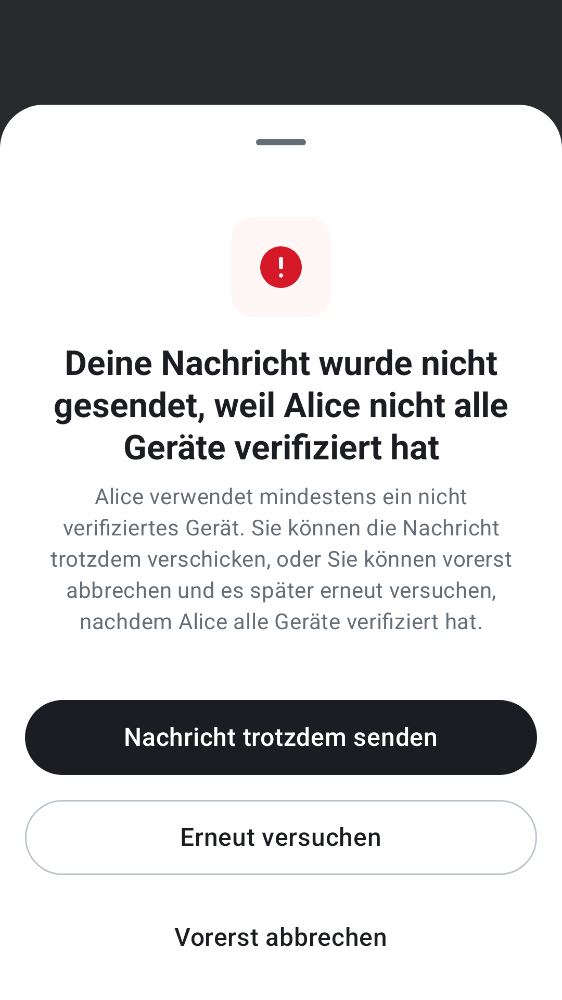 Deine Nachricht wurde nicht
gesendet, weil Alice nicht alle
Geräte verifiziert hat
Alice verwendet mindestens ein nicht
verifiziertes Gerät. Sie können die Nachricht
trotzdem verschicken, oder Sie können vorerst
abbrechen und es später erneut versuchen,
nachdem Alice alle Geräte verifiziert hat.
Nachricht trotzdem senden
Erneut versuchen
Vorerst abbrechen